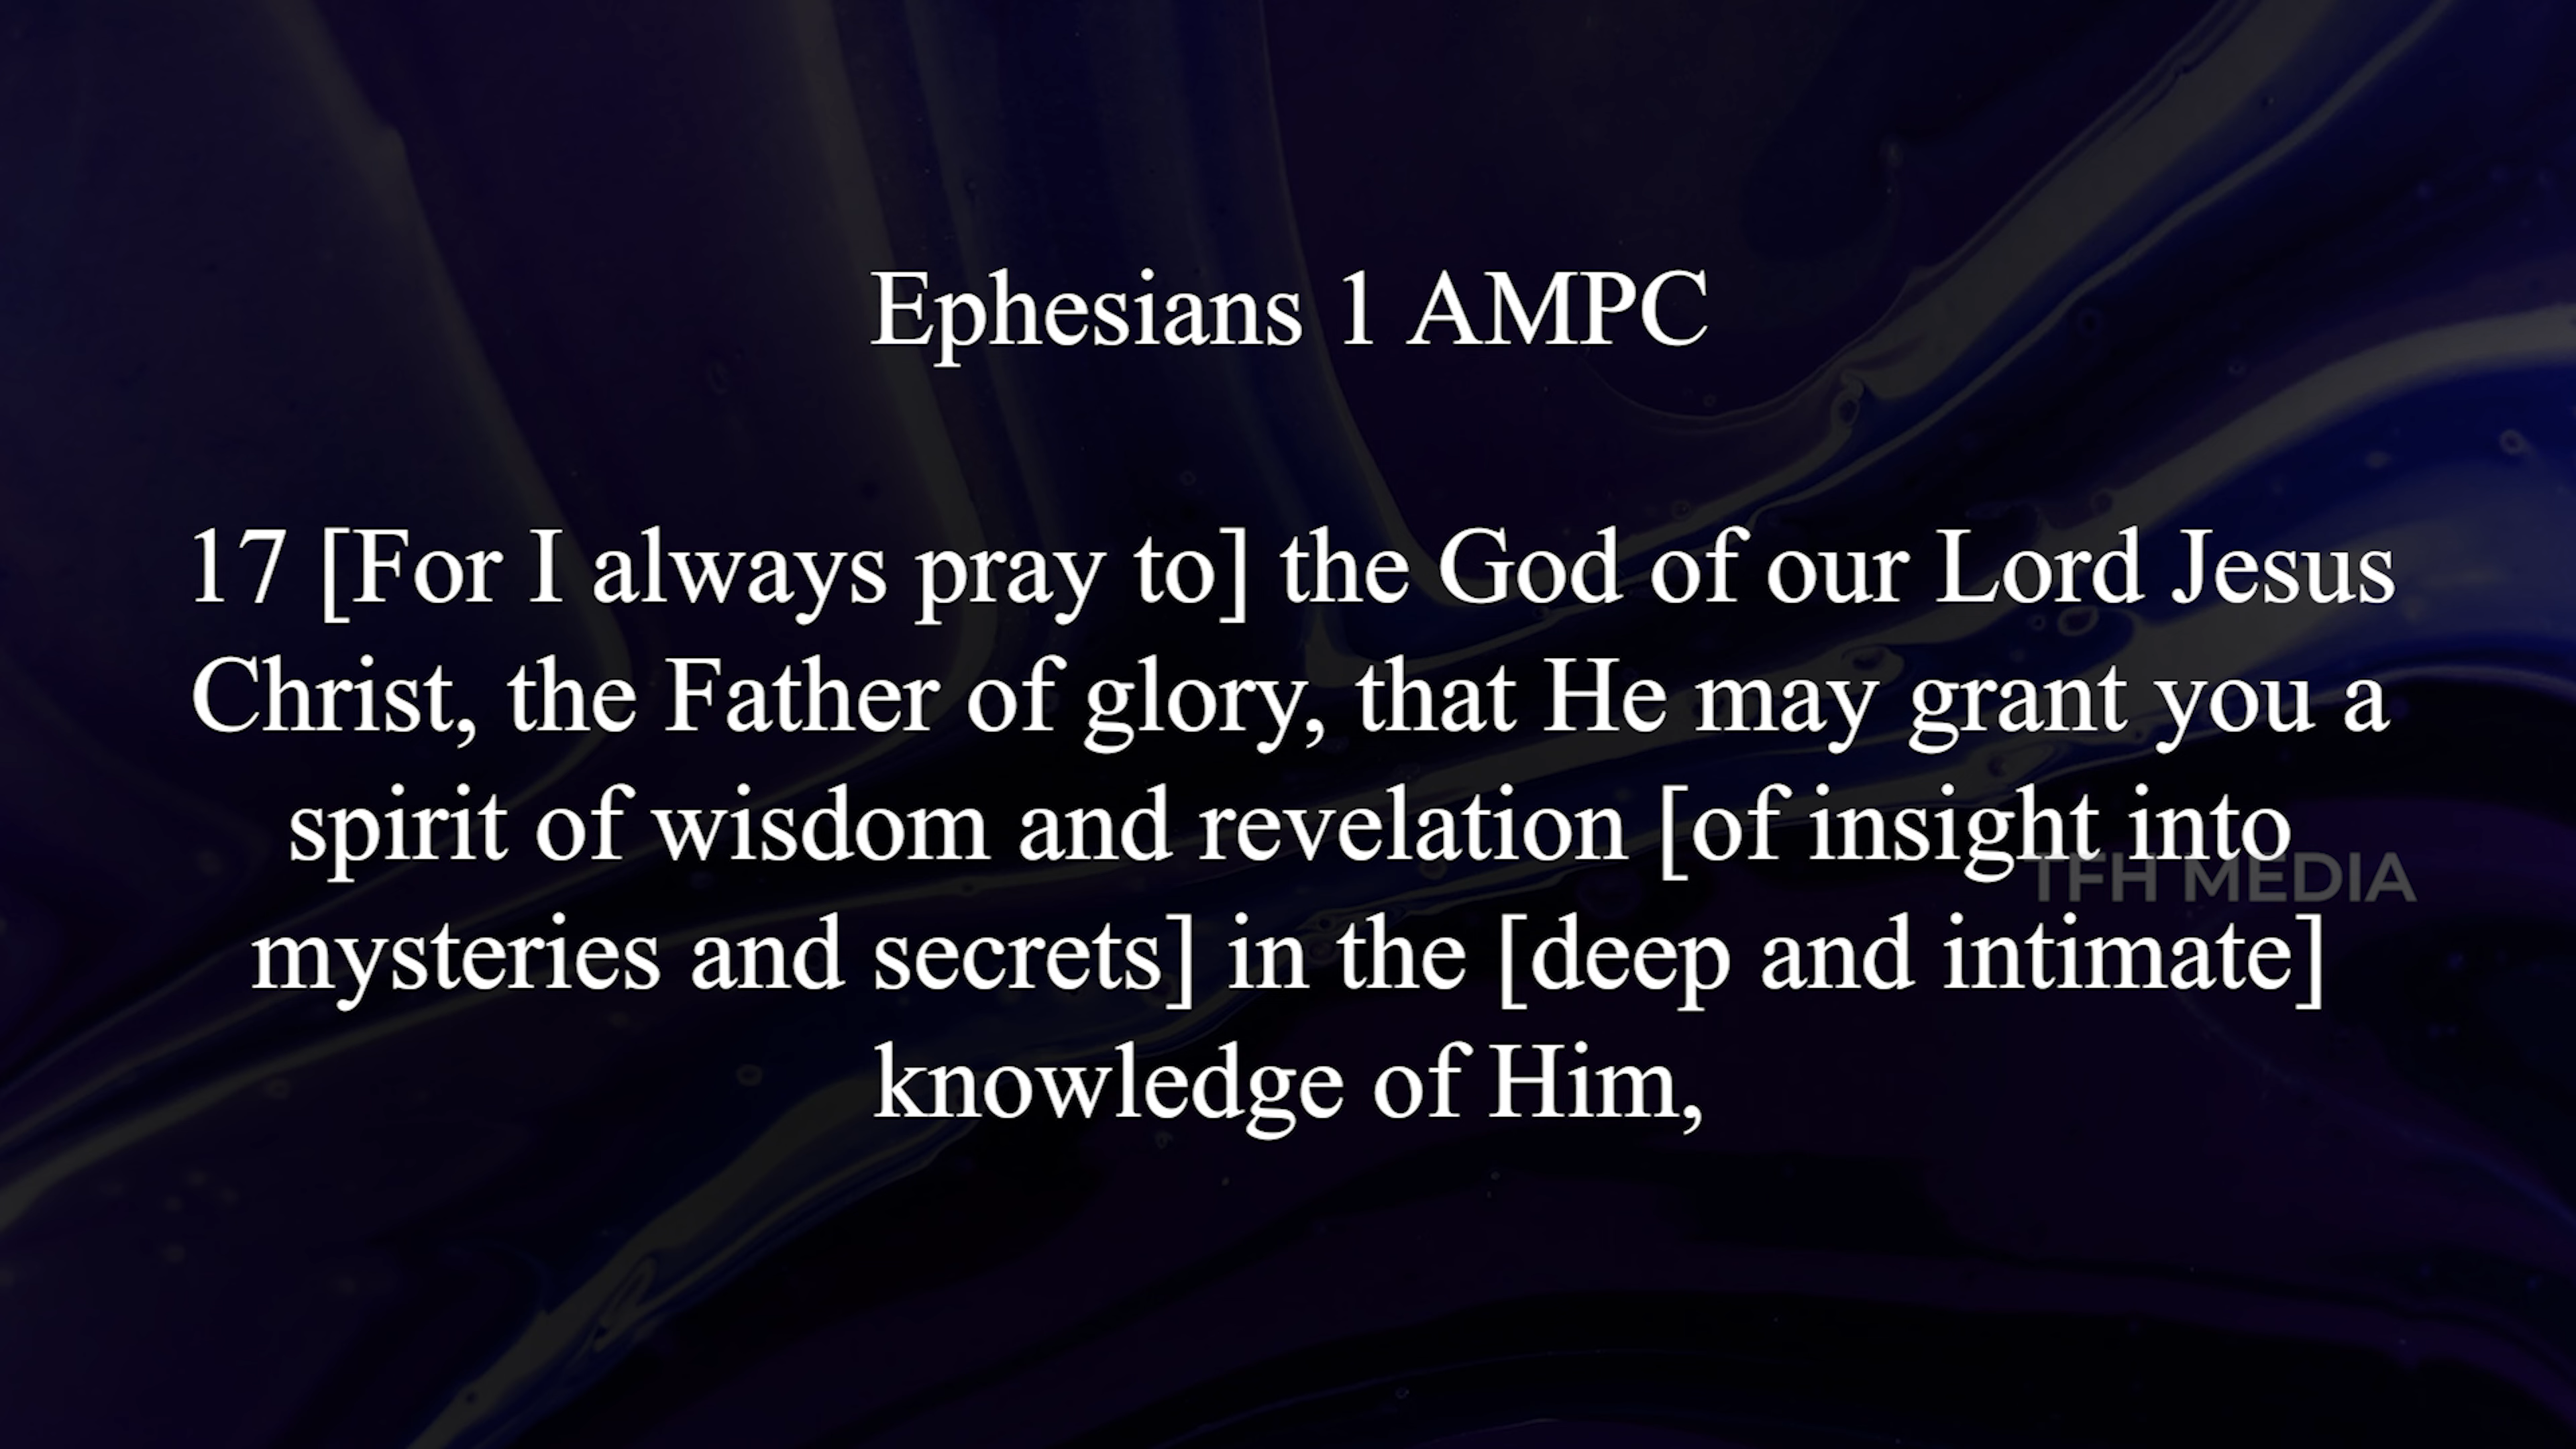 Ephesians 1 AMPC
17 [For I always pray to] the God of our Lord Jesus
Christ, the Father of glory, that He may grant you a
spirit of wisdom and revelation [of insight into
TFH MEDIA
mysteries and secrets] in the [deep and intimate]
knowledge of Him,